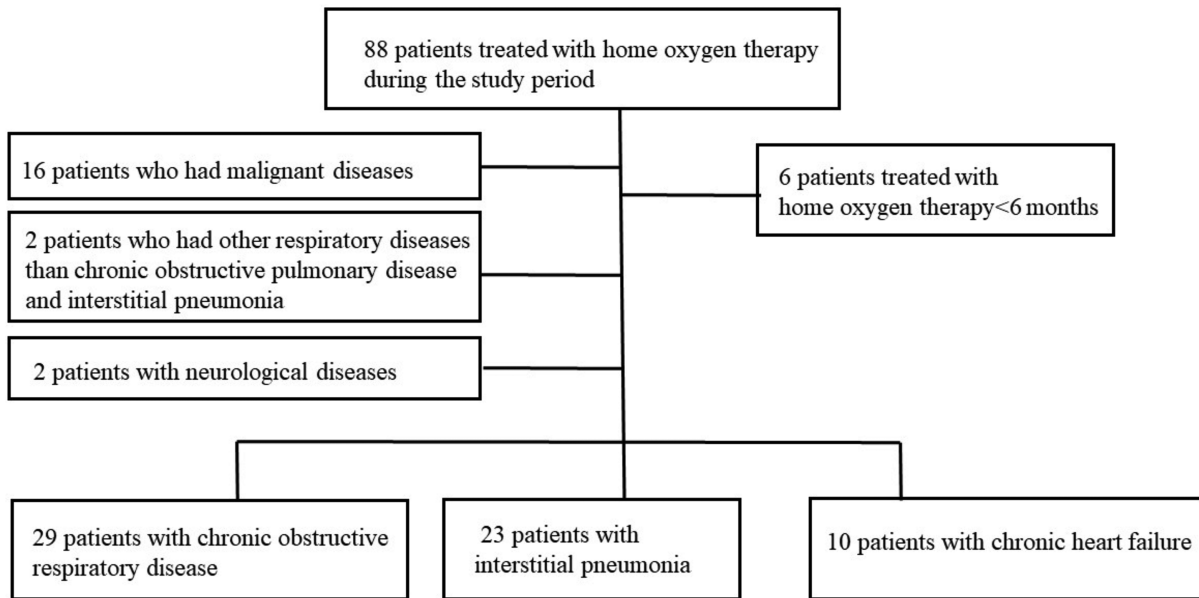 88 patients treated with home oxygen therapy
during the study period
16 patients who had malignant diseases
6 patients treated with
home oxygen therapy<6 months
2 patients who had other respiratory diseases
than chronic obstructive pulmonary disease
and interstitial pneumonia
2 patients with neurological diseases
29 patients with chronic obstructive
respiratory disease
23 patients with
interstitial pneumonia
10 patients with chronic heart failure